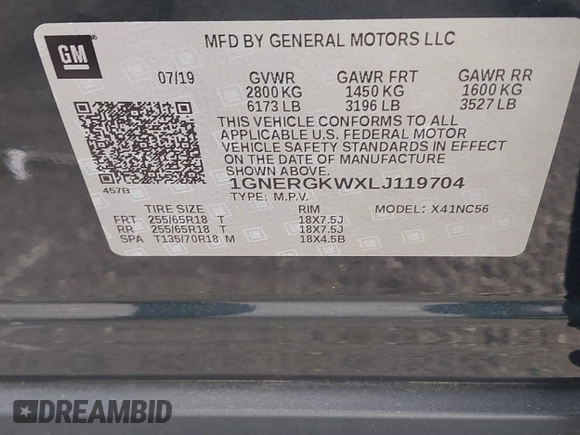 GM
MFD BY GENERAL MOTORS LLC
07/19 GVWR GAWR FRT GAWR RR
2800 KG 1450 KG 1600 KG
6173 LB 3196 LB 3527 LB
THIS VEHICLE CONFORMS TO ALL
APPLICABLE U.S. FEDERAL MOTOR
VEHICLE SAFETY STANDARDS IN EFFECT
ON THE DATE OF MANUFACTURE
SHOWN ABOVE.
457B
1GNERGKWXLJ119704
TYPE: M.P.V.
TIRE SIZE RIM MODEL: X41NC56
FRT 255/65R18 T 18X7.5J
RR 255/65R18 T 18X7.5J
SPA T135/70R18 M 18X4.5B
DREAMBID